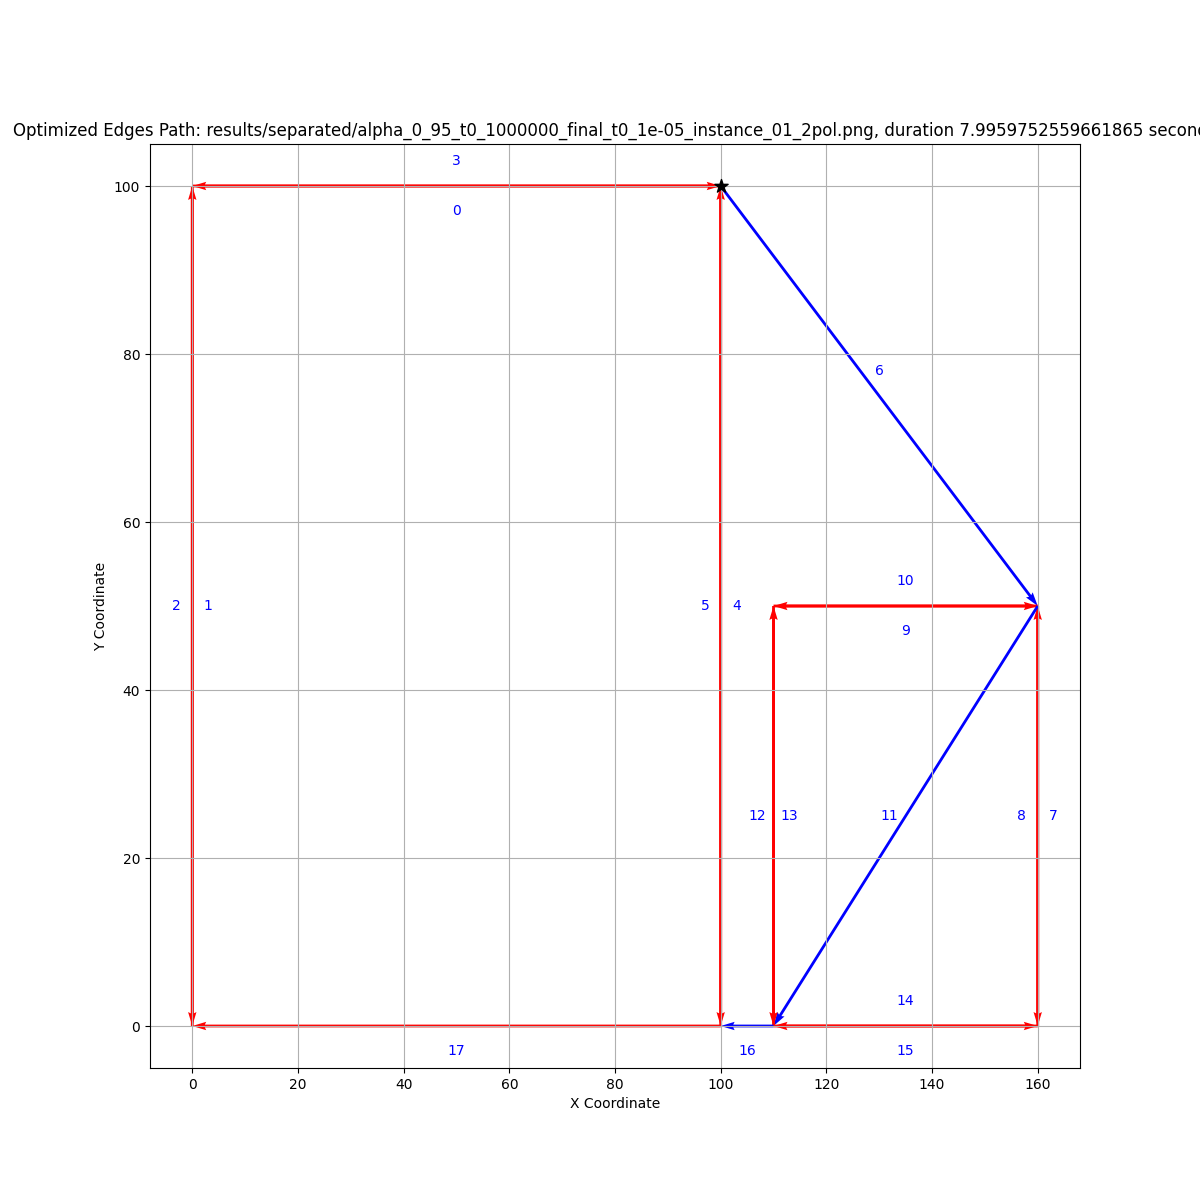 Optimized Edges Path: results/separated/alpha_0_95_t0_1000000_final_t0_1e-05_instance_01_2pol.png, duration 7.9959752559661865 secon
3
100
0
80
6
60
10
2 1 5 4
9
Y Coordinate
40
12 13 11 8 7
20
14
0
17 16 15
0 20 40 60 80 100 120 140 160
X Coordinate